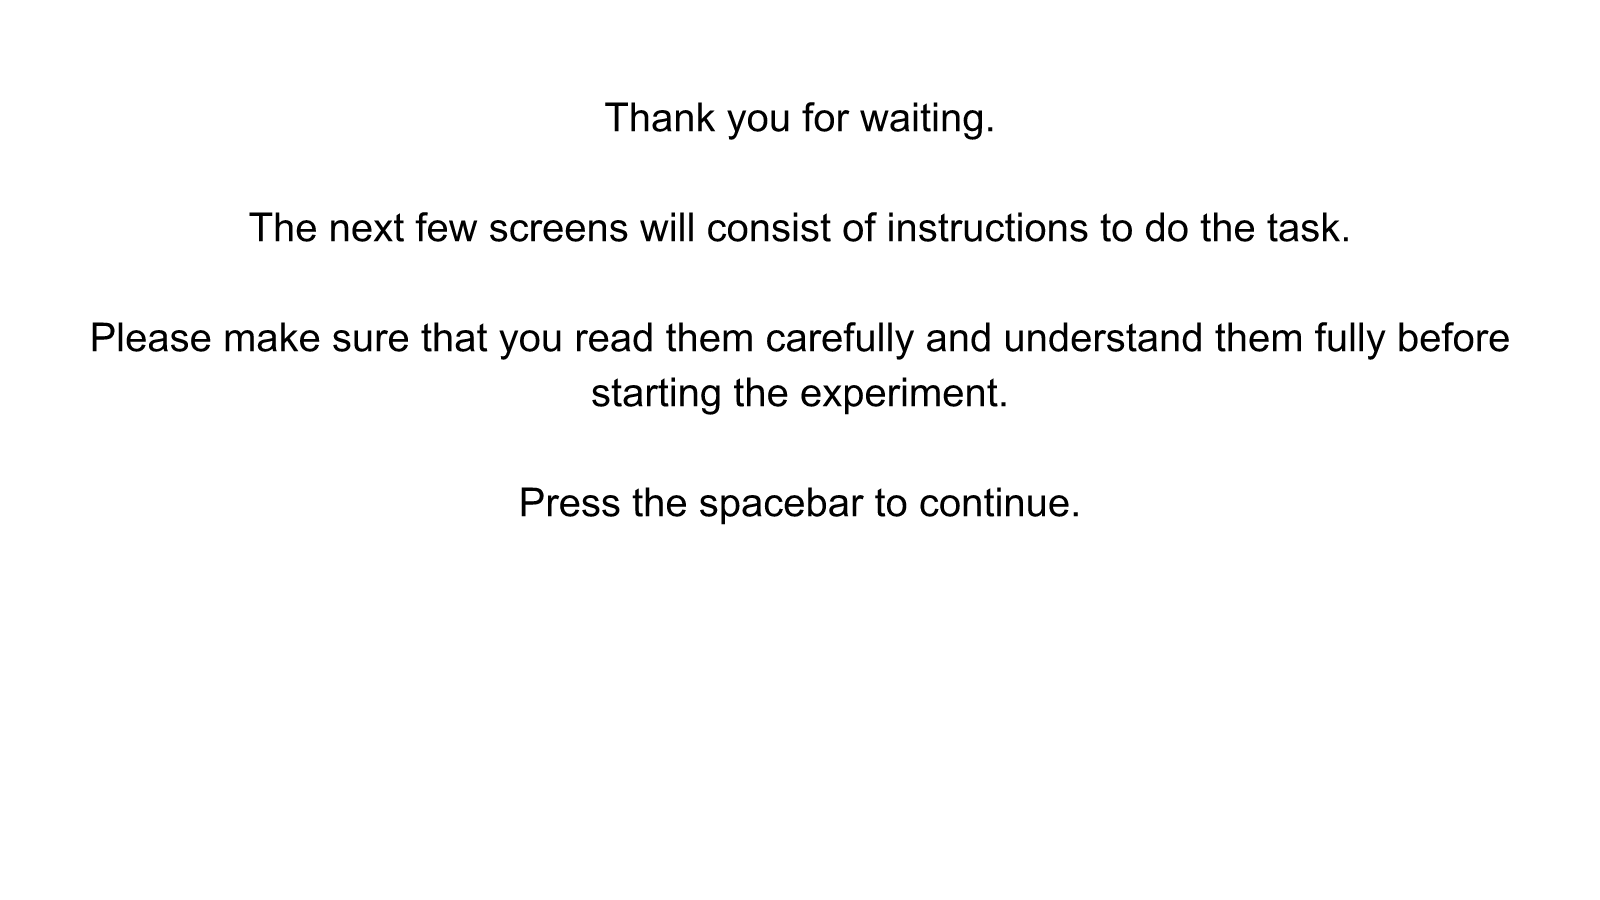 Thank you for waiting.
The next few screens will consist of instructions to do the task.
Please make sure that you read them carefully and understand them fully before
starting the experiment.
Press the spacebar to continue.